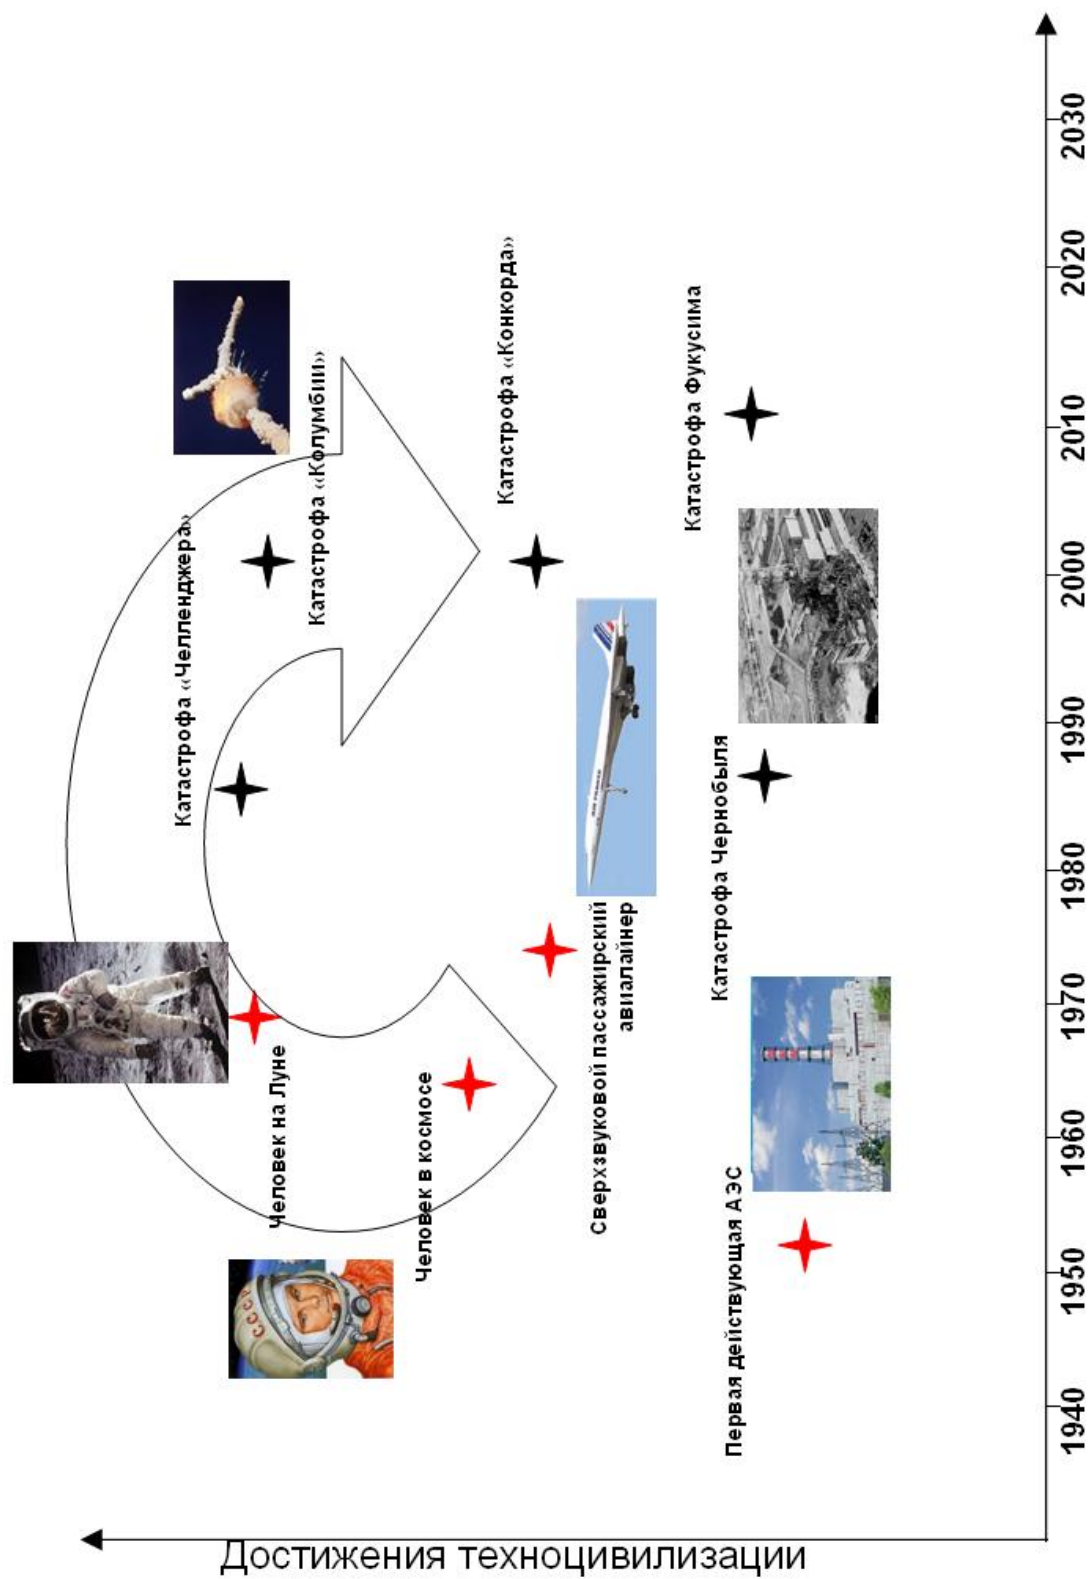 Достижения техноцивилизации
Катастрофа «Челленджера»
Человек на Луне
Катастрофа «Колумбии»
Человек в космосе
Катастрофа «Конкорда»
Сверхзвуковой пассажирский
авиалайнер
Катастрофа Фукусима
Катастрофа Чернобыля
Первая действующая АЭС
СССР
1940
1950
1960
1970
1980
1990
2000
2010
2020
2030